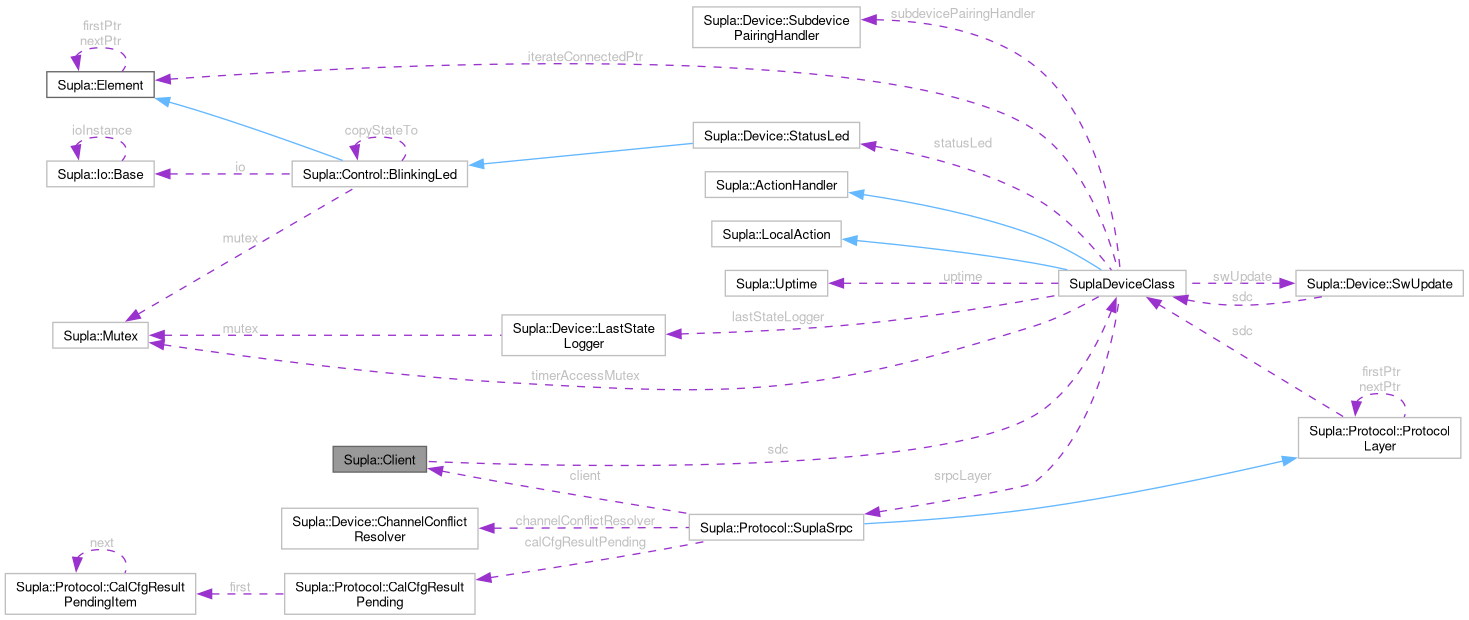 Supla::Device::Subdevice
PairingHandler
subdevicePairingHandler
firstPtr
nextPtr
iterateConnectedPtr
Supla::Element
ioInstance
copyStateTo
Supla::Device::StatusLed
statusLed
Supla::Io::Base
io
Supla::Control::BlinkingLed
Supla::ActionHandler
mutex
Supla::LocalAction
uptime
Supla::Uptime
SuplaDeviceClass
swUpdate
sdc
Supla::Device::SwUpdate
lastStateLogger
Supla::Mutex
mutex
Supla::Device::LastState
Logger
sdc
timerAccessMutex
firstPtr
nextPtr
Supla::Protocol::Protocol
Layer
sdc
Supla::Client
client
srpcLayer
Supla::Device::ChannelConflict
Resolver
channelConflictResolver
Supla::Protocol::SuplaSrpc
calCfgResultPending
next
Supla::Protocol::CalCfgResult
PendingItem
first
Supla::Protocol::CalCfgResult
Pending